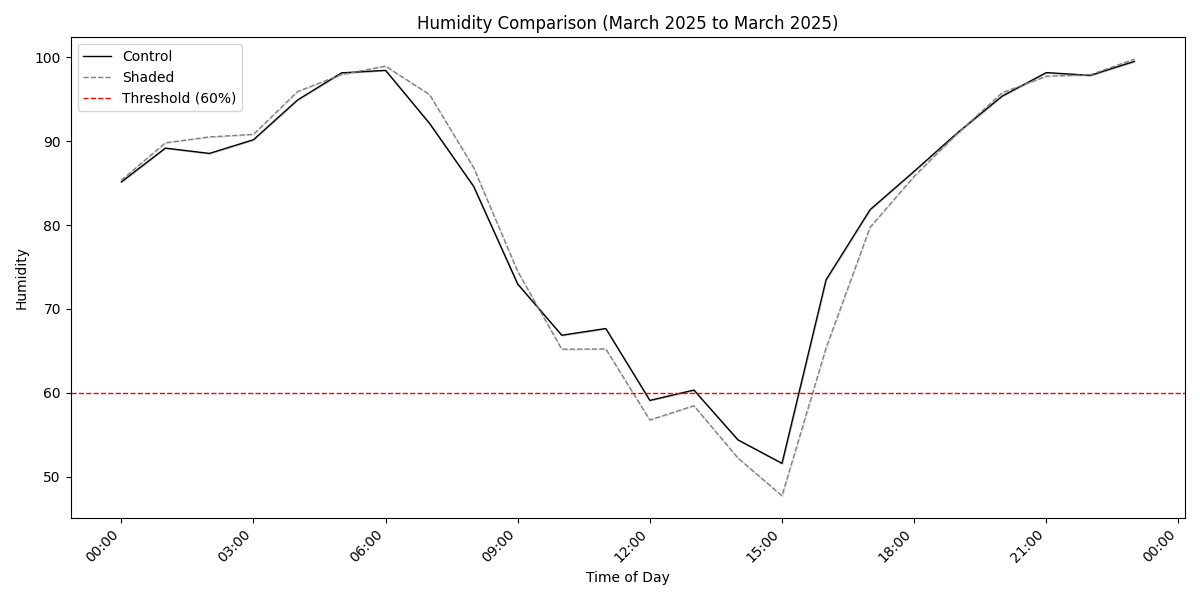 Humidity Comparison (March 2025 to March 2025)
Control
Shaded
Threshold (60%)
100
90
80
70
60
50
Humidity
00:00
03:00
06:00
09:00
12:00
15:00
18:00
21:00
00:00
Time of Day